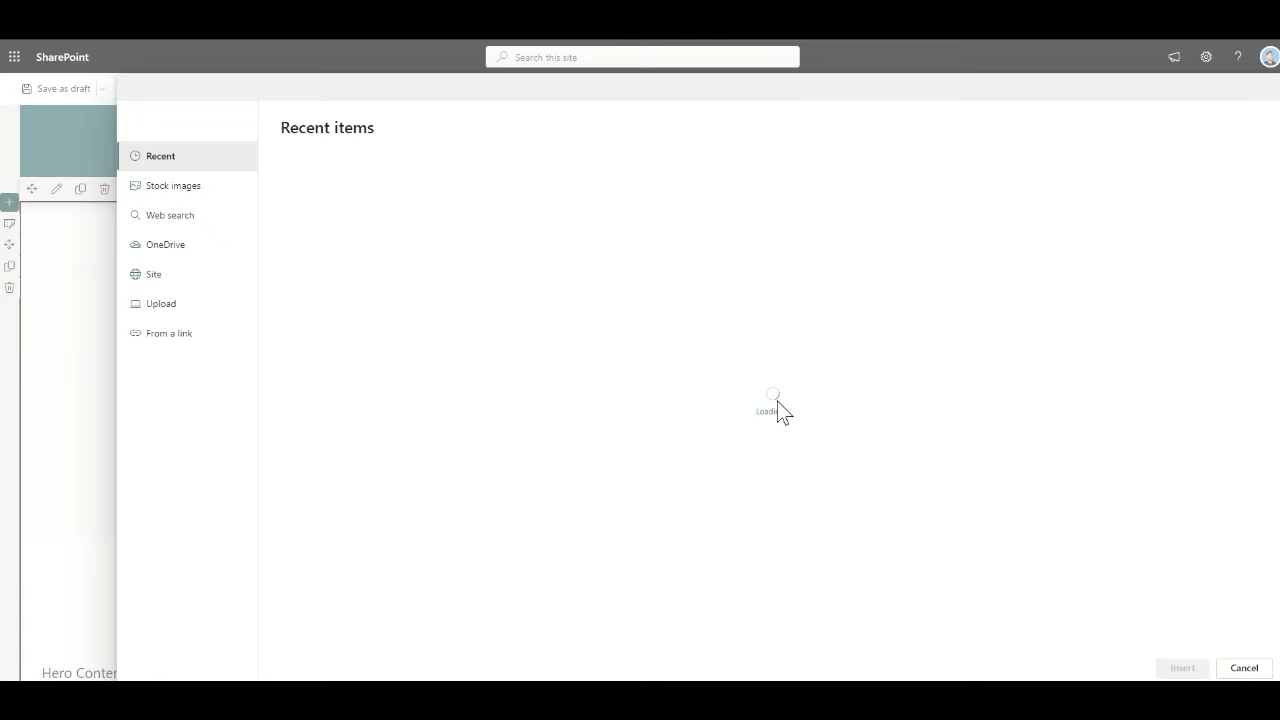 SharePoint
Search this site
Save as draft
Recent items
Recent
Stock images
Web search
OneDrive
Site
Upload
From a link
Hero
Insert
Cancel